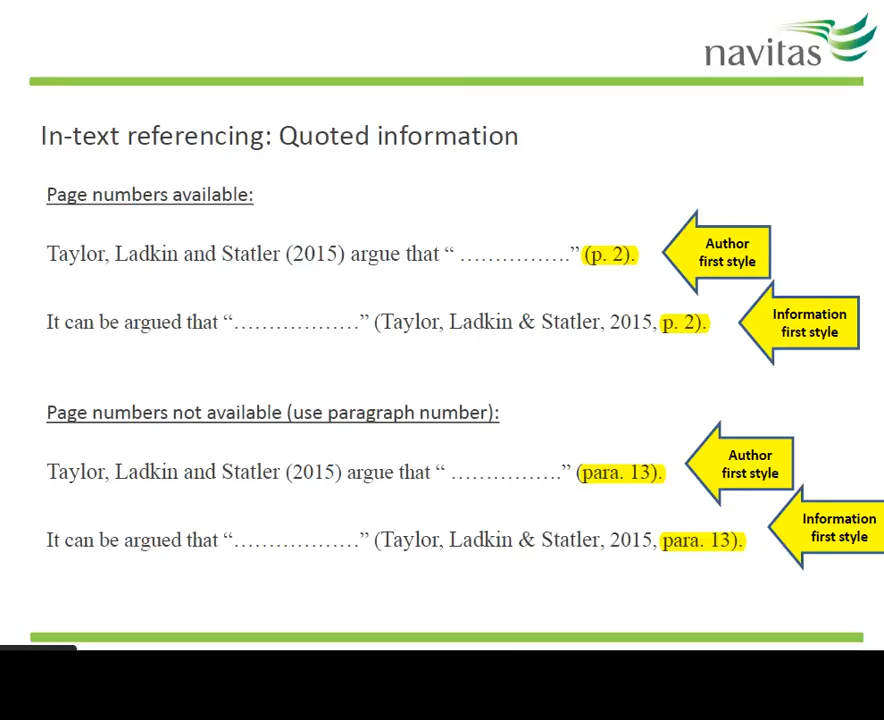 navitas
In-text referencing: Quoted information
Page numbers available:
Taylor, Ladkin and Statler (2015) argue that “ …………….” (p. 2).
Author
first style
It can be argued that “………………” (Taylor, Ladkin & Statler, 2015, p. 2).
Information
first style
Page numbers not available (use paragraph number):
Taylor, Ladkin and Statler (2015) argue that “ …………….” (para. 13).
Author
first style
It can be argued that “………………” (Taylor, Ladkin & Statler, 2015, para. 13).
Information
first style